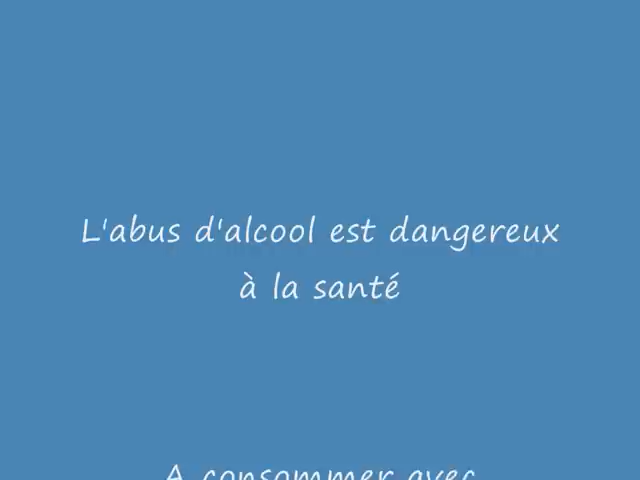 L'abus d'alcool est dangereux
à la santé
A consommer avec